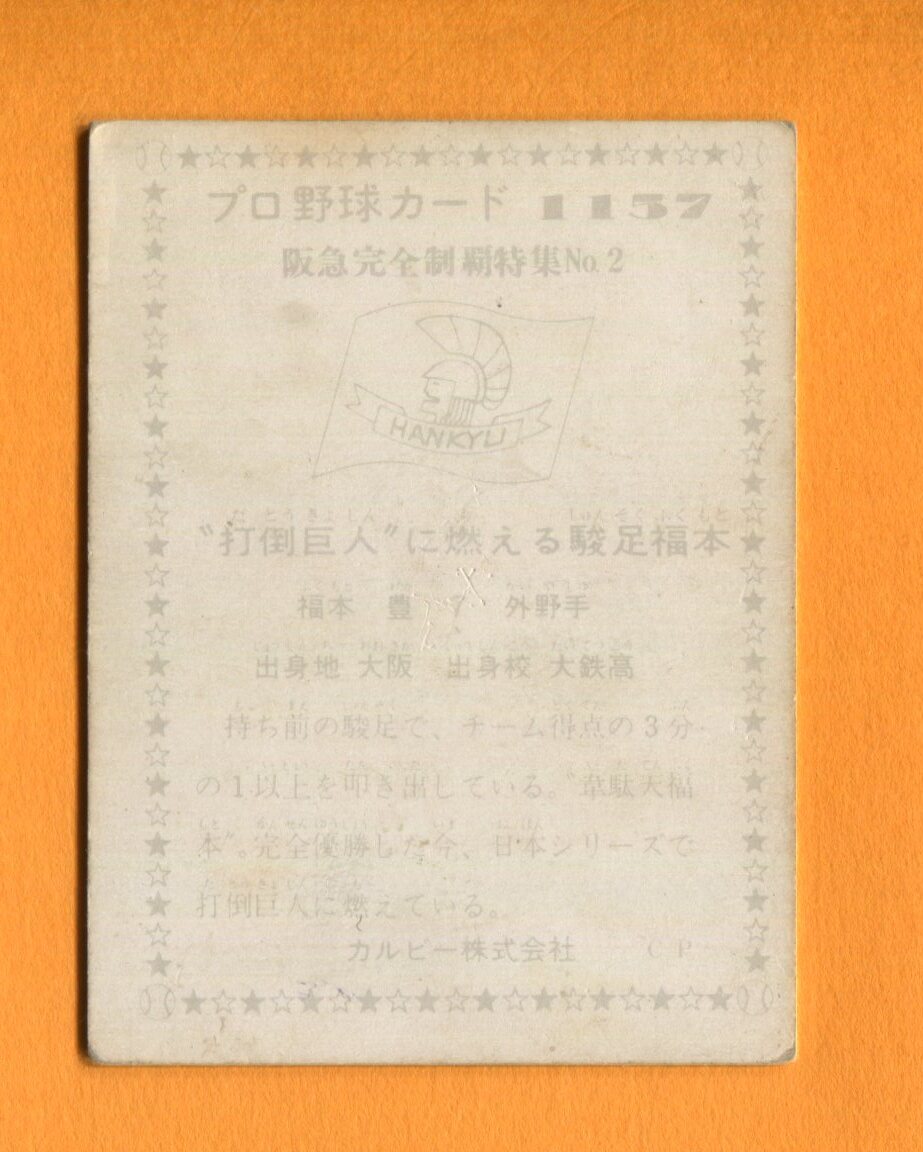 プロ野球カード 1157
阪急完全制覇特集No.2
HANKYU
"打倒巨人"に燃える駿足福本
福本 豊 7 外野手
出身地 大阪 出身校 大鉄高
持ち前の駿足で、チーム得点の3分
の1以上を叩き出している。"韋駄天福
本"。完全優勝した今、日本シリーズで
打倒巨人に燃えている。
カルビー株式会社 CP